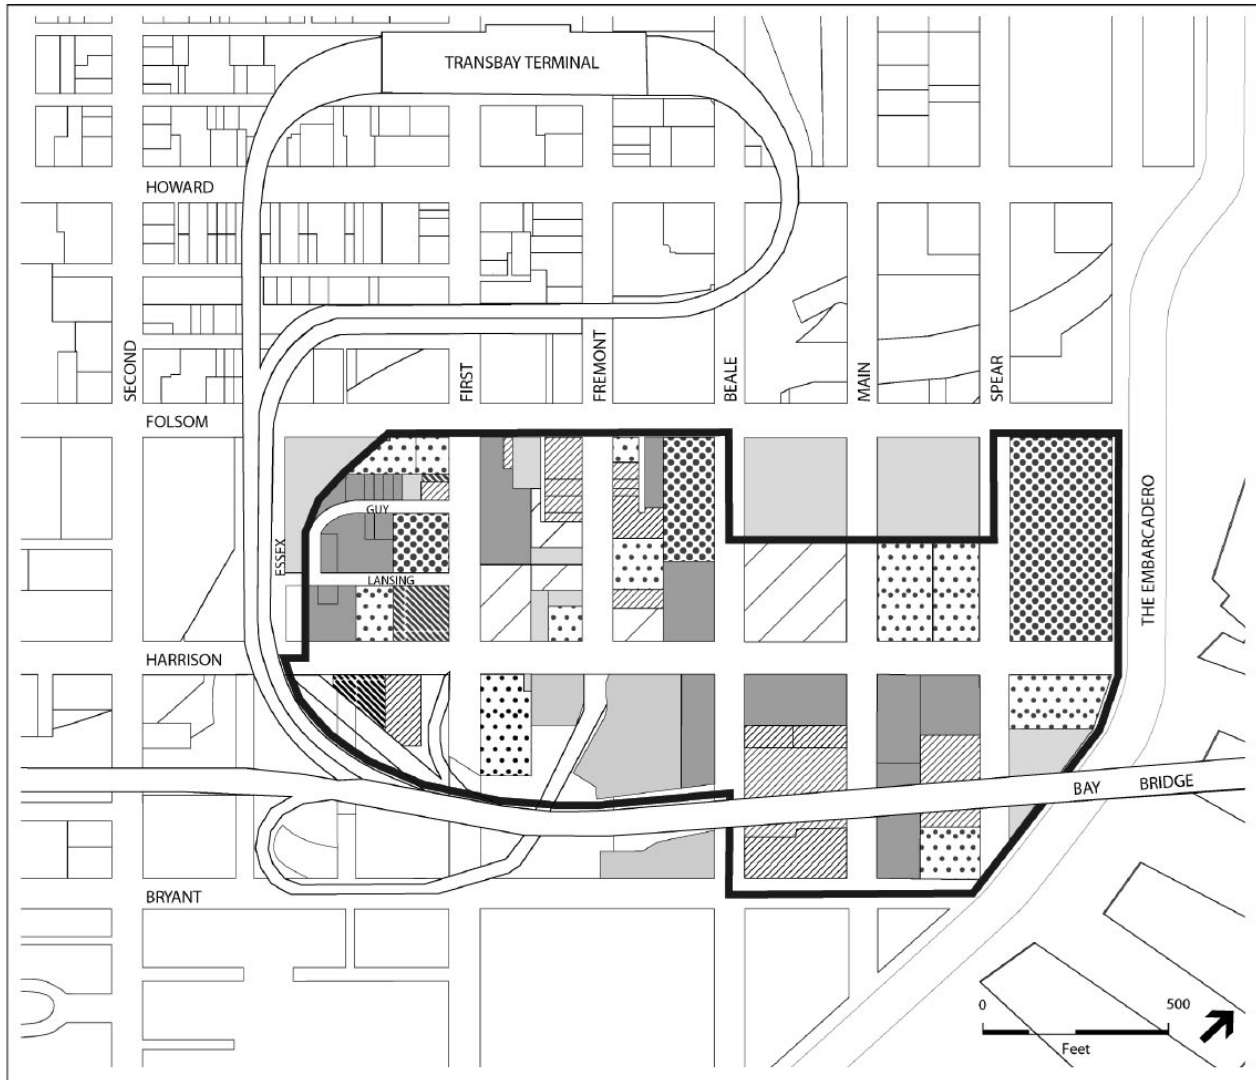 TRANSBAY TERMINAL
HOWARD
SECOND
FIRST
FREMONT
BEALE
MAIN
SPEAR
FOLSOM
THE EMBARCADERO
GUY
ESSEX
LANSING
HARRISON
BAY BRIDGE
BRYANT
0 500
Feet